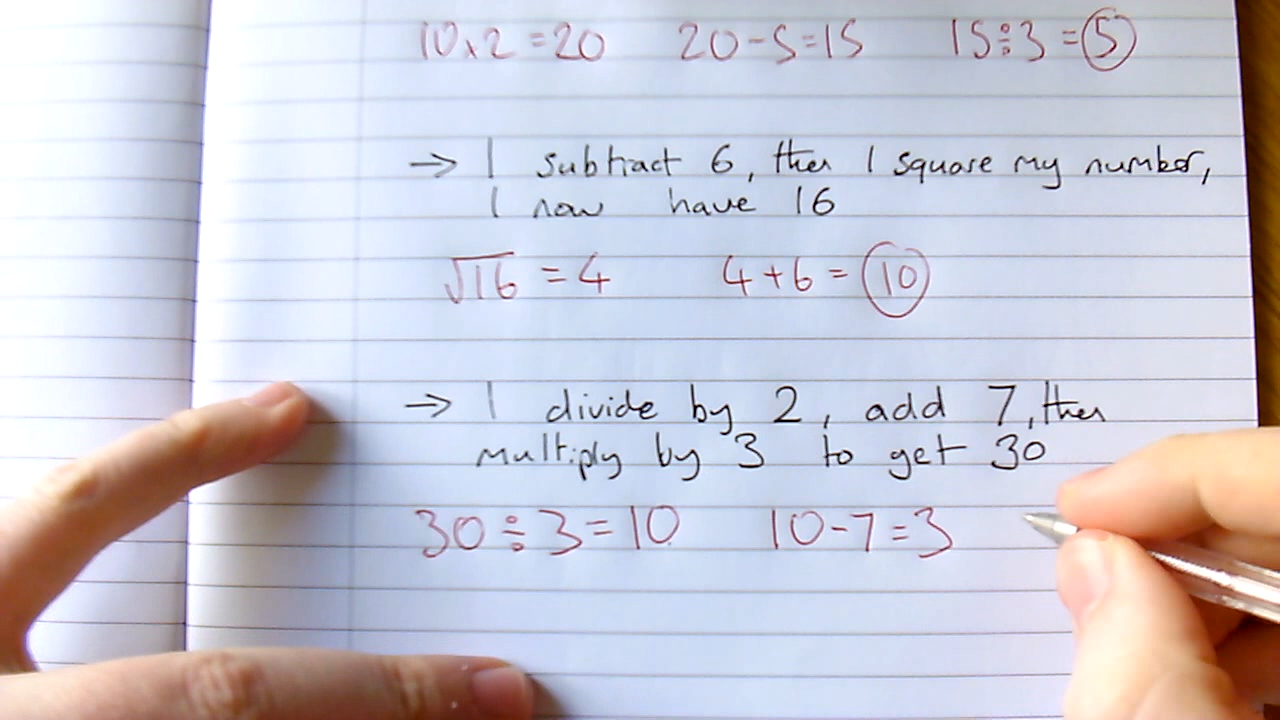 10 x 2 = 20 20 - 5 = 15 15 ÷ 3 = 5
→ I subtract 6, then I square my number,
I now have 16
√16 = 4 4 + 6 = 10
→ I divide by 2, add 7, then
multiply by 3 to get 30
30 ÷ 3 = 10 10 - 7 = 3